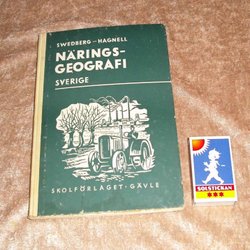 SWEDBERG – HAGNELL
NÄRINGS-
GEOGRAFI
SVERIGE
SKOLFÖRLAGET · GÄVLE
SOLSTICKAN